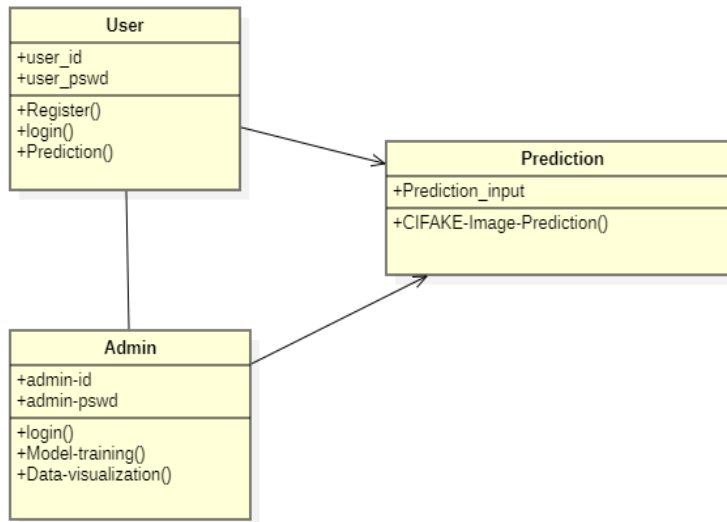 User
+user_id
+user_pswd
+Register()
+login()
+Prediction()
Prediction
+Prediction_input
+CIFAKE-Image-Prediction()
Admin
+admin-id
+admin-pswd
+login()
+Model-training()
+Data-visualization()